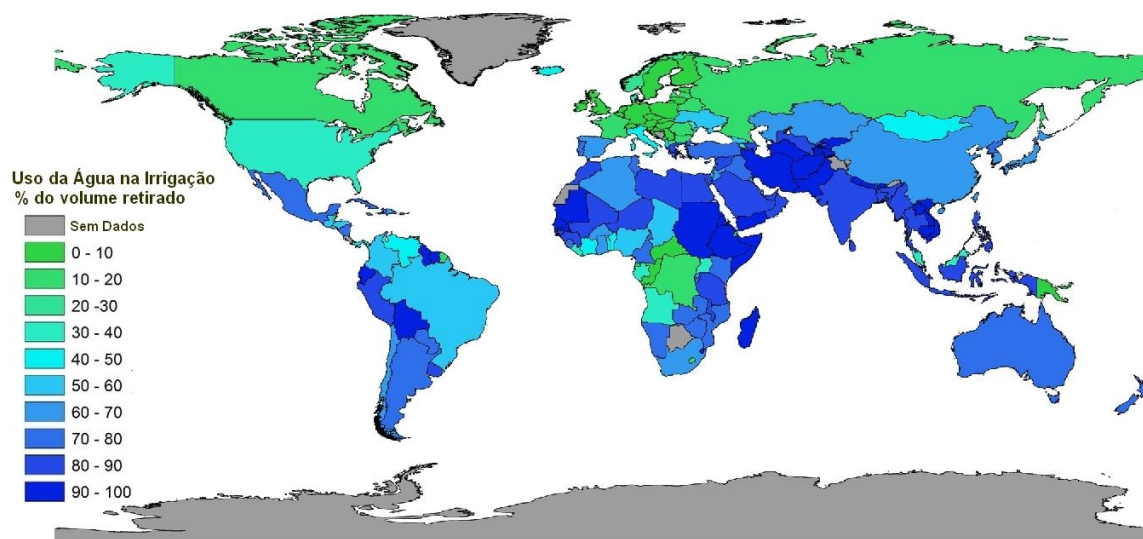 Uso da Água na Irrigação
% do volume retirado
Sem Dados
0 - 10
10 - 20
20 -30
30 - 40
40 - 50
50 - 60
60 - 70
70 - 80
80 - 90
90 - 100